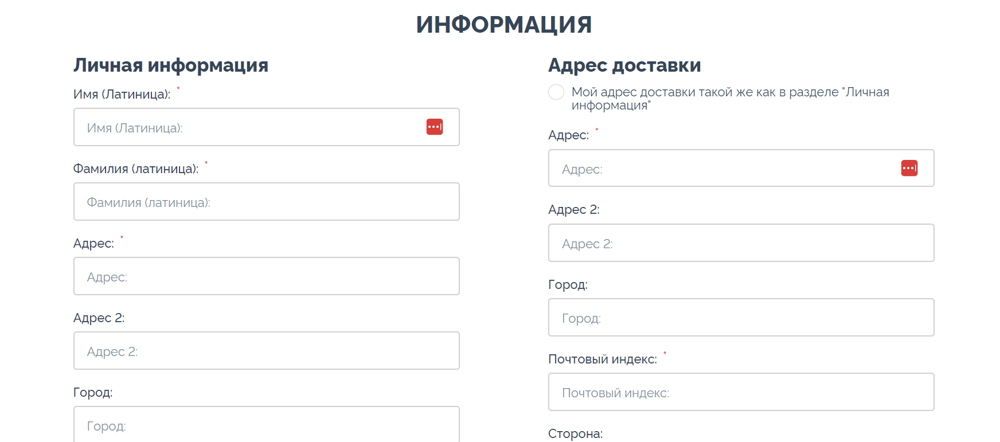 ИНФОРМАЦИЯ
Личная информация
Имя (Латиница): *
Имя (Латиница):
Фамилия (латиница): *
Фамилия (латиница):
Адрес: *
Адрес:
Адрес 2:
Адрес 2:
Город:
Город:
Адрес доставки
Мой адрес доставки такой же как в разделе "Личная
информация"
Адрес: *
Адрес:
Адрес 2:
Адрес 2:
Город:
Город:
Почтовый индекс: *
Почтовый индекс:
Сторона: